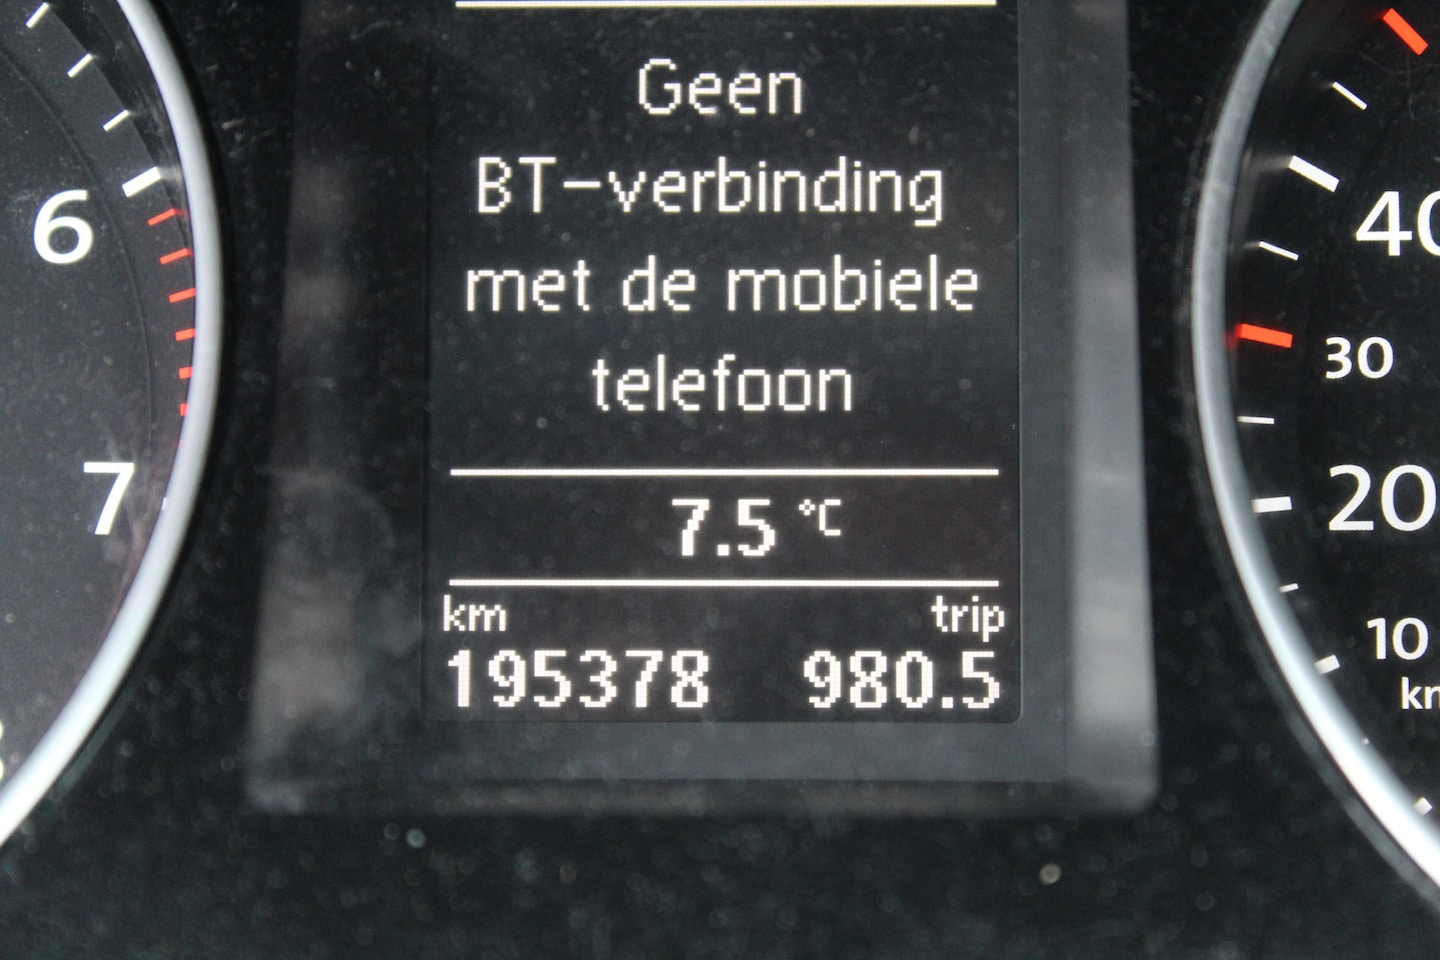 Geen
BT-verbinding
met de mobiele
telefoon
7.5 °C
km trip
195378 980.5
6
7
40
30
20
10